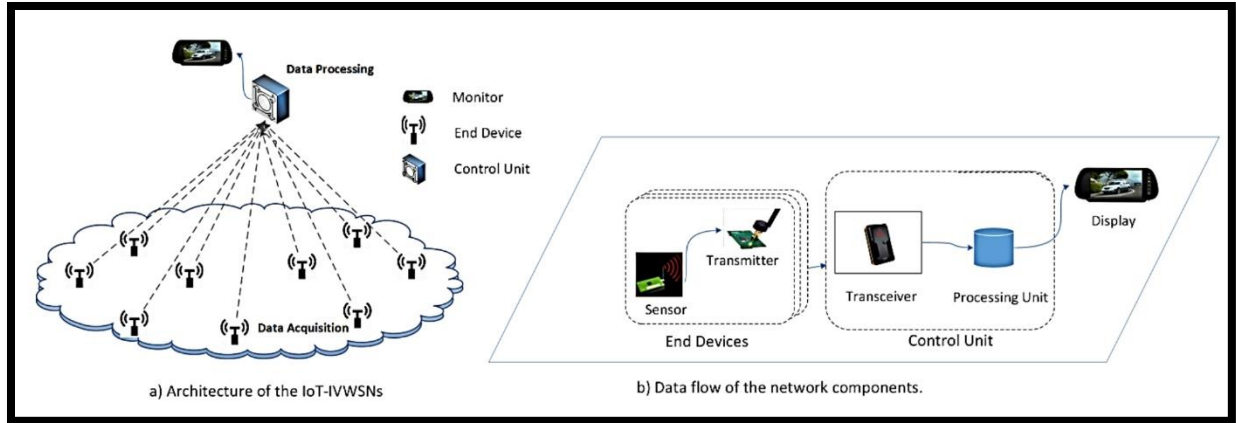 Data Processing
Monitor
End Device
Control Unit
Data Acquisition
a) Architecture of the IoT-IVWSNs
Display
Transmitter
Sensor
Transceiver
Processing Unit
End Devices
Control Unit
b) Data flow of the network components.